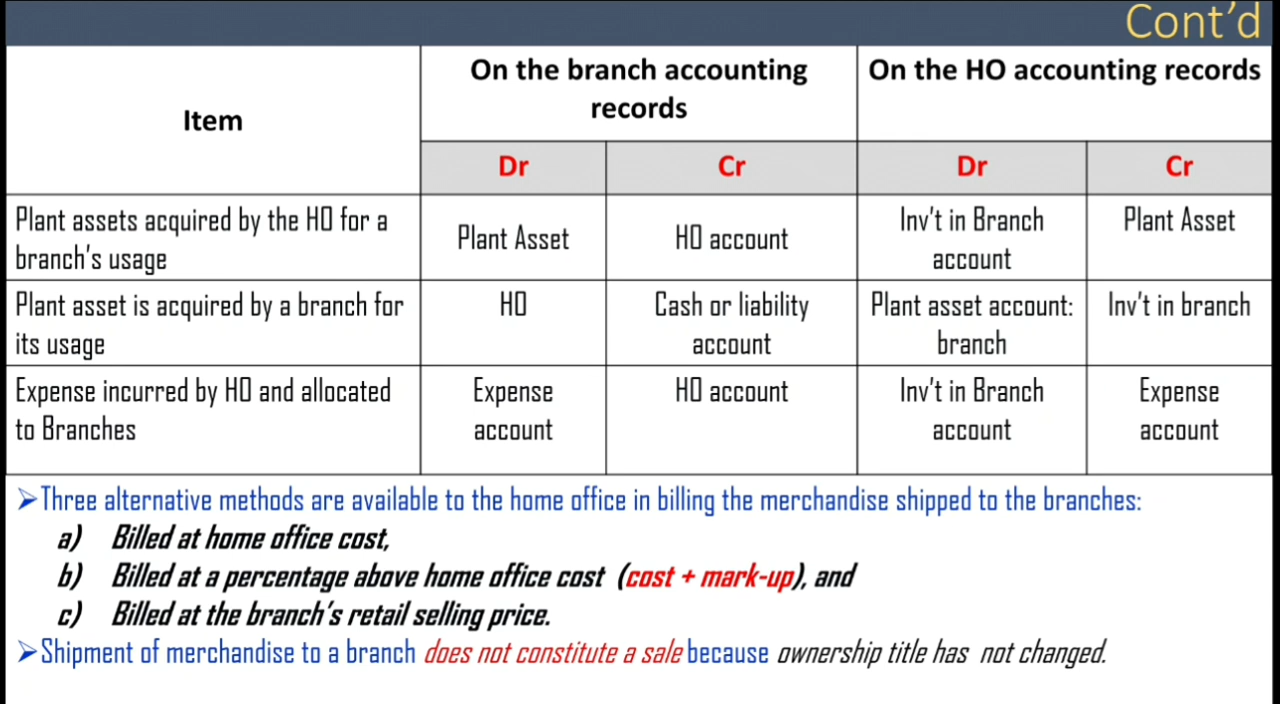 Cont'd
Item
On the branch accounting
records
On the HO accounting records
Dr
Cr
Dr
Cr
Plant assets acquired by the HO for a
branch's usage
Plant Asset
HO account
Inv't in Branch
account
Plant Asset
Plant asset is acquired by a branch for
its usage
HO
Cash or liability
account
Plant asset account:
branch
Inv't in branch
Expense incurred by HO and allocated
to Branches
Expense
account
HO account
Inv't in Branch
account
Expense
account
➢Three alternative methods are available to the home office in billing the merchandise shipped to the branches:
a) Billed at home office cost,
b) Billed at a percentage above home office cost (cost + mark-up), and
c) Billed at the branch's retail selling price.
➢Shipment of merchandise to a branch does not constitute a sale because ownership title has not changed.